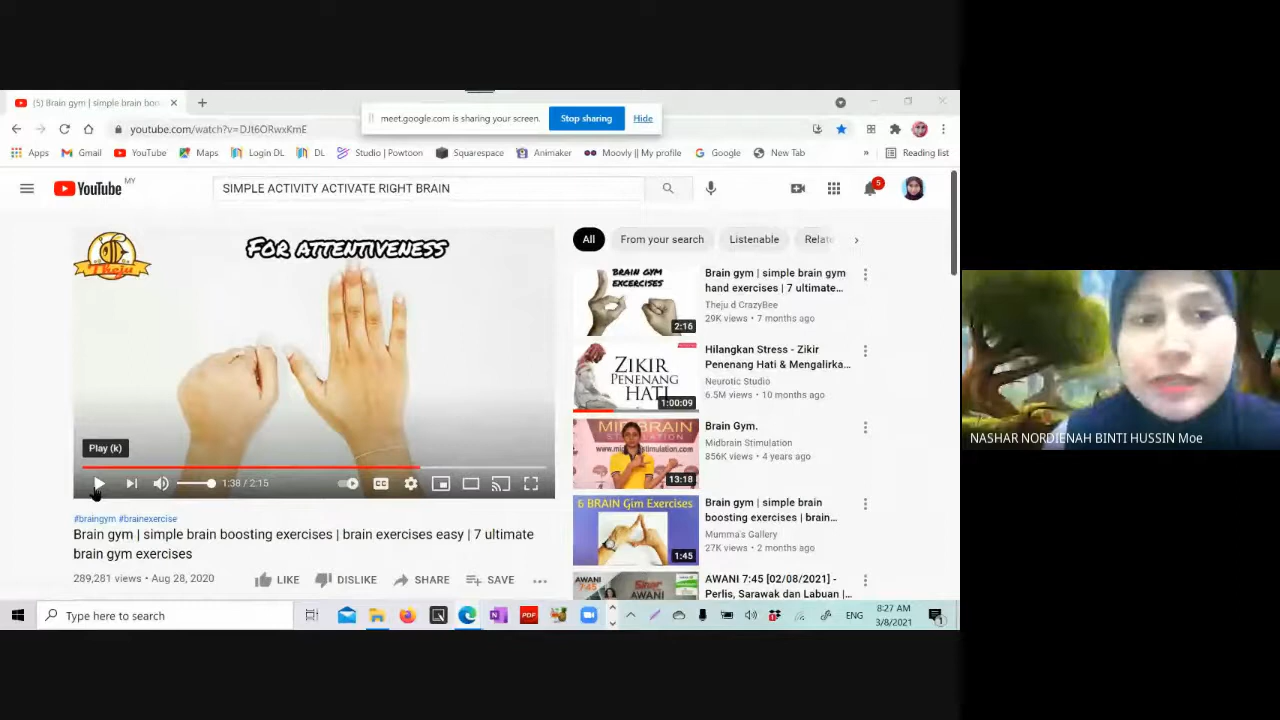 (5) Brain gym | simple brain boo
meet.google.com is sharing your screen.
Stop sharing
Hide
youtube.com/watch?v=DJt6ORwxKmE
Apps
Gmail
YouTube
Maps
Login DL
DL
Studio | Powtoon
Squarespace
Animaker
Moovly || My profile
Google
New Tab
»
Reading list
YouTube MY
SIMPLE ACTIVITY ACTIVATE RIGHT BRAIN
5
Theju
FOR ATTENTIVENESS
Play (k)
1:38 / 2:15
CC
#braingym #brainexercise
Brain gym | simple brain boosting exercises | brain exercises easy | 7 ultimate
brain gym exercises
289,281 views • Aug 28, 2020
LIKE
DISLIKE
SHARE
SAVE
All
From your search
Listenable
Relate
BRAIN GYM
EXCERCISES
2:16
Brain gym | simple brain gym
hand exercises | 7 ultimate...
Theju d CrazyBee
29K views • 7 months ago
ZIKIR
PENENANG
HATI
1:00:09
Hilangkan Stress - Zikir
Penenang Hati & Mengalirka...
Neurotic Studio
6.5M views • 10 months ago
13:18
Brain Gym.
Midbrain Stimulation
856K views • 4 years ago
6 BRAIN Gim Exercises
1:45
Brain gym | simple brain
boosting exercises | brain...
Mumma's Gallery
27K views • 2 months ago
AWANI
7:45
AWANI 7:45 [02/08/2021] -
Perlis, Sarawak dan Labuan |...
Type here to search
PDF
ENG
8:27 AM
3/8/2021
NASHAR NORDIENAH BINTI HUSSIN Moe